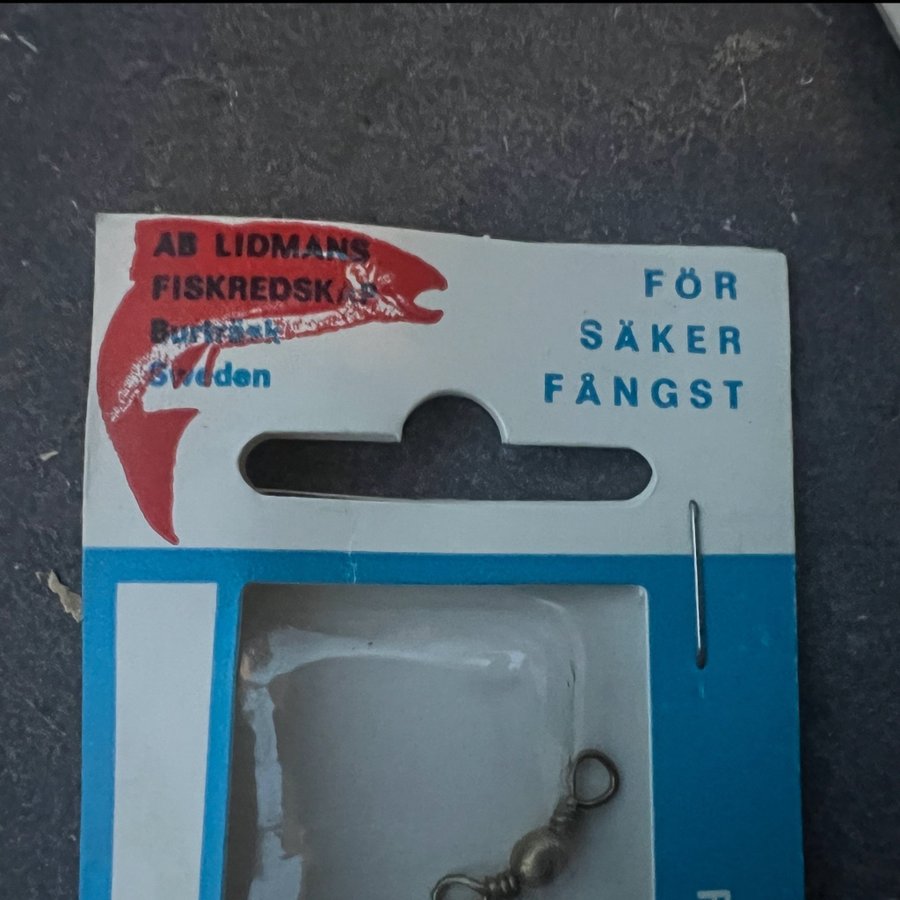 AB LIDMANS
FISKREDSKAP
Burträsk
Sweden
FÖR
SÄKER
FÅNGST